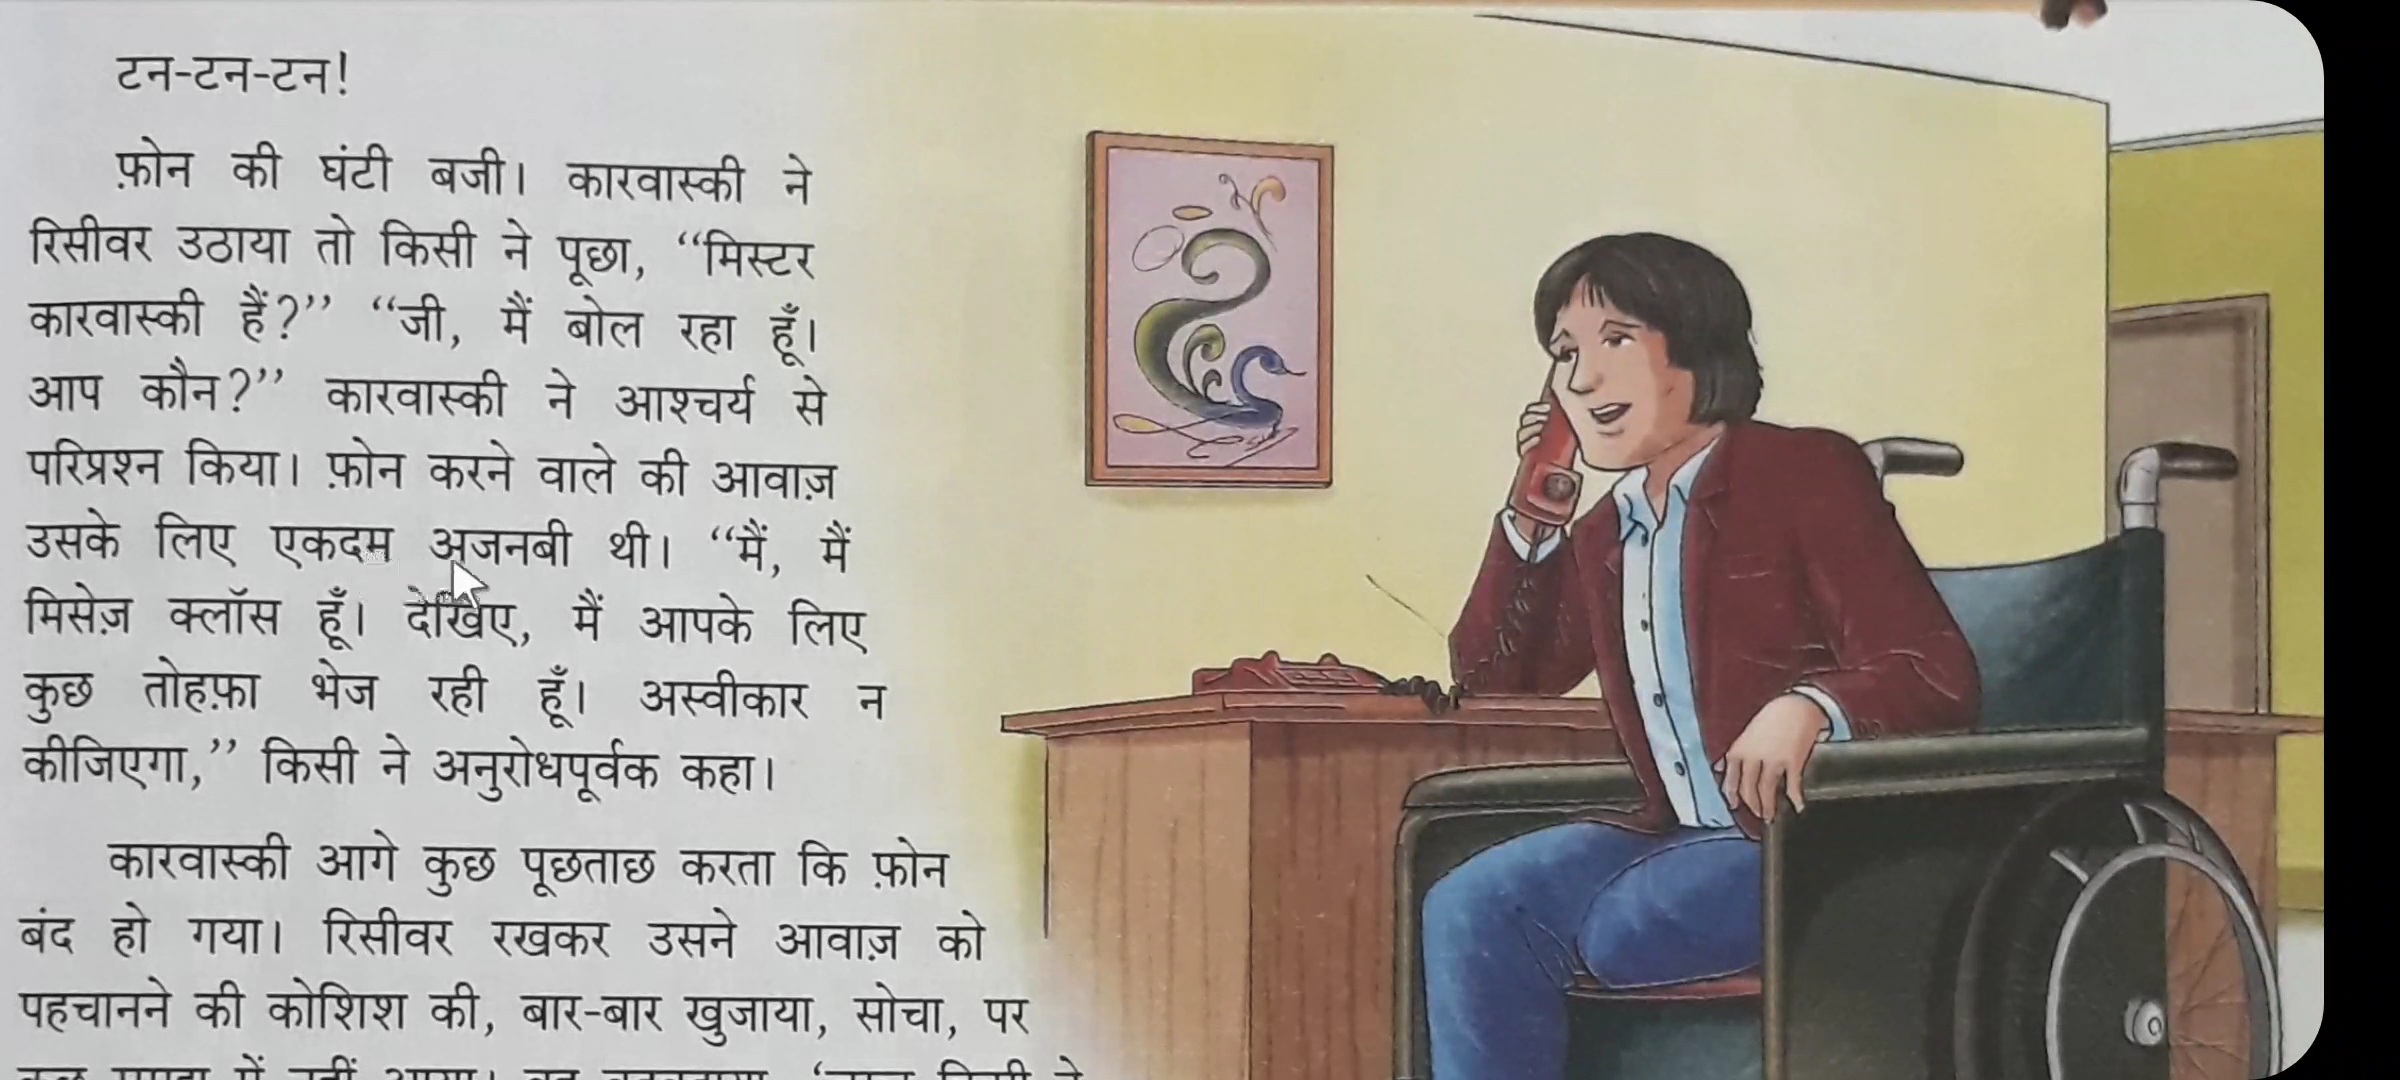 टन-टन-टन!
फ़ोन की घंटी बजी। कारवास्की ने
रिसीवर उठाया तो किसी ने पूछा, ‘‘मिस्टर
कारवास्की हैं?’’ ‘‘जी, मैं बोल रहा हूँ।
आप कौन?’’ कारवास्की ने आश्चर्य से
परिप्रश्न किया। फ़ोन करने वाले की आवाज़
उसके लिए एकदम अजनबी थी। ‘‘मैं, मैं
मिसेज़ क्लॉस हूँ। देखिए, मैं आपके लिए
कुछ तोहफ़ा भेज रही हूँ। अस्वीकार न
कीजिएगा,’’ किसी ने अनुरोधपूर्वक कहा।
कारवास्की आगे कुछ पूछताछ करता कि फ़ोन
बंद हो गया। रिसीवर रखकर उसने आवाज़ को
पहचानने की कोशिश की, बार-बार खुजाया, सोचा, पर